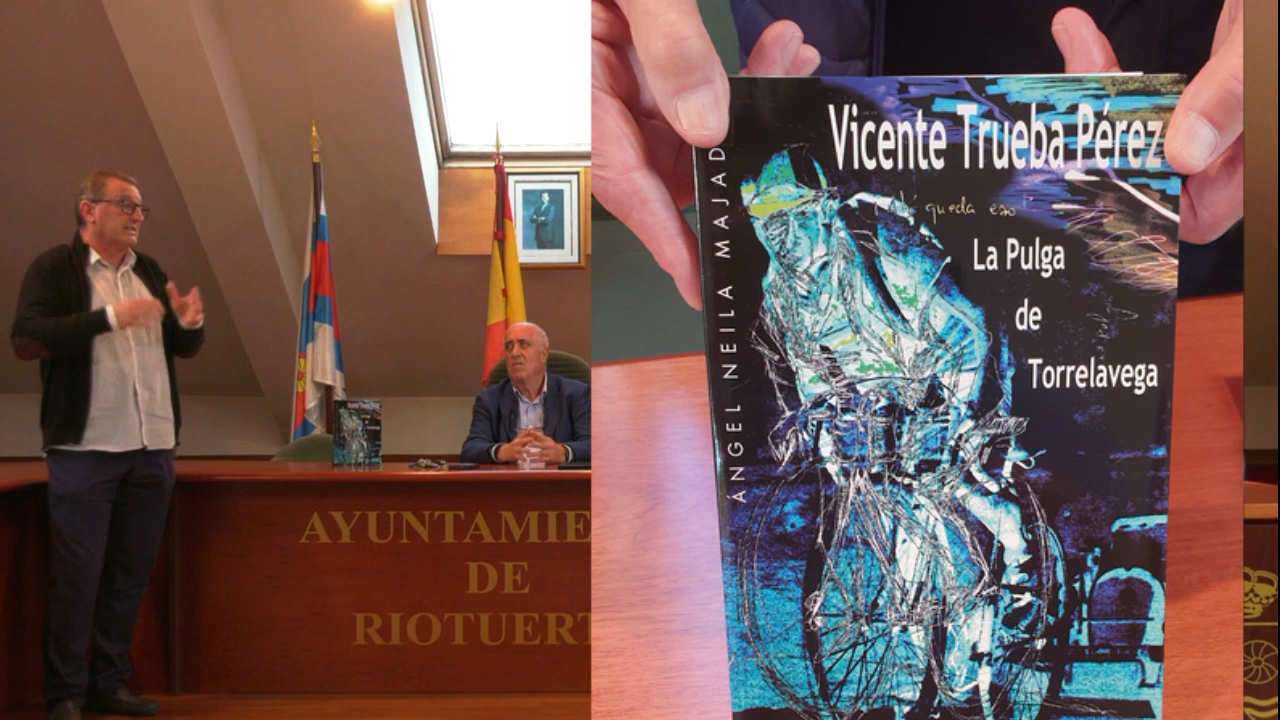 AYUNTAMIE
DE
RIOTUERT
Vicente Trueba Pérez
queda eso
La Pulga
de
Torrelavega
ÁNGEL NEILA MAJAD